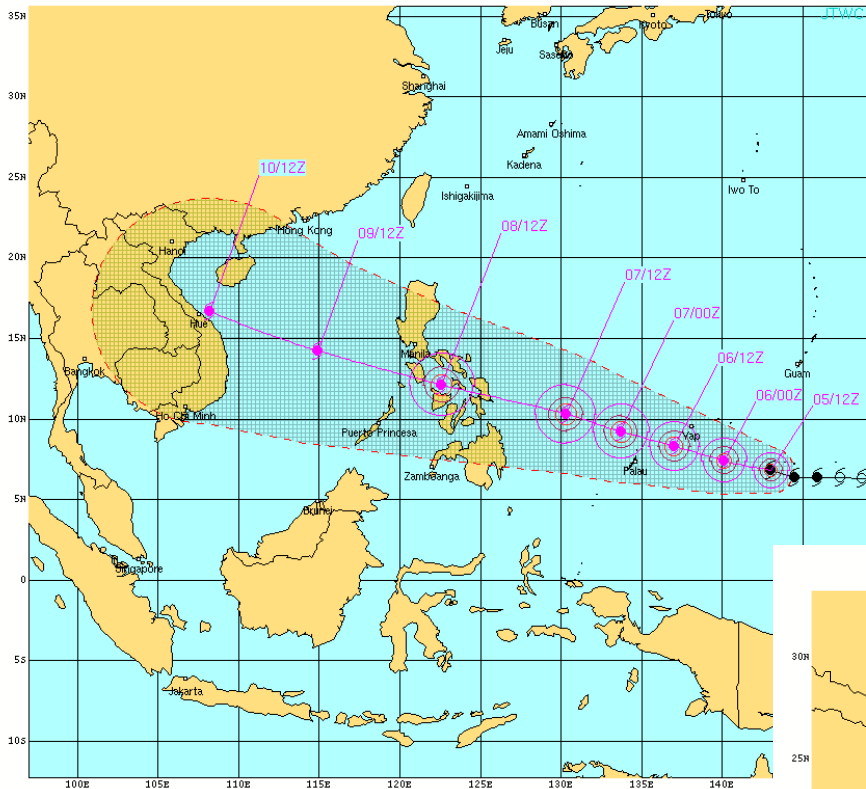 JTWC
35N
Busan
Kyoto
Jeju
Sasebo
30N
Shanghai
Amami Oshima
Kadena
25N
10/12Z
Ishigakijima
Iwo To
09/12Z
08/12Z
Hong Kong
Hanoi
20N
07/12Z
07/00Z
15N
Hue
Manila
06/12Z
Bangkok
Guam
06/00Z
05/12Z
10N
Ho Chi Minh
Puerto Princesa
Yap
Zamboanga
Palau
5N
Brunei
Singapore
0
5S
Jakarta
10S
30N
25N
100E
105E
110E
115E
120E
125E
130E
135E
140E